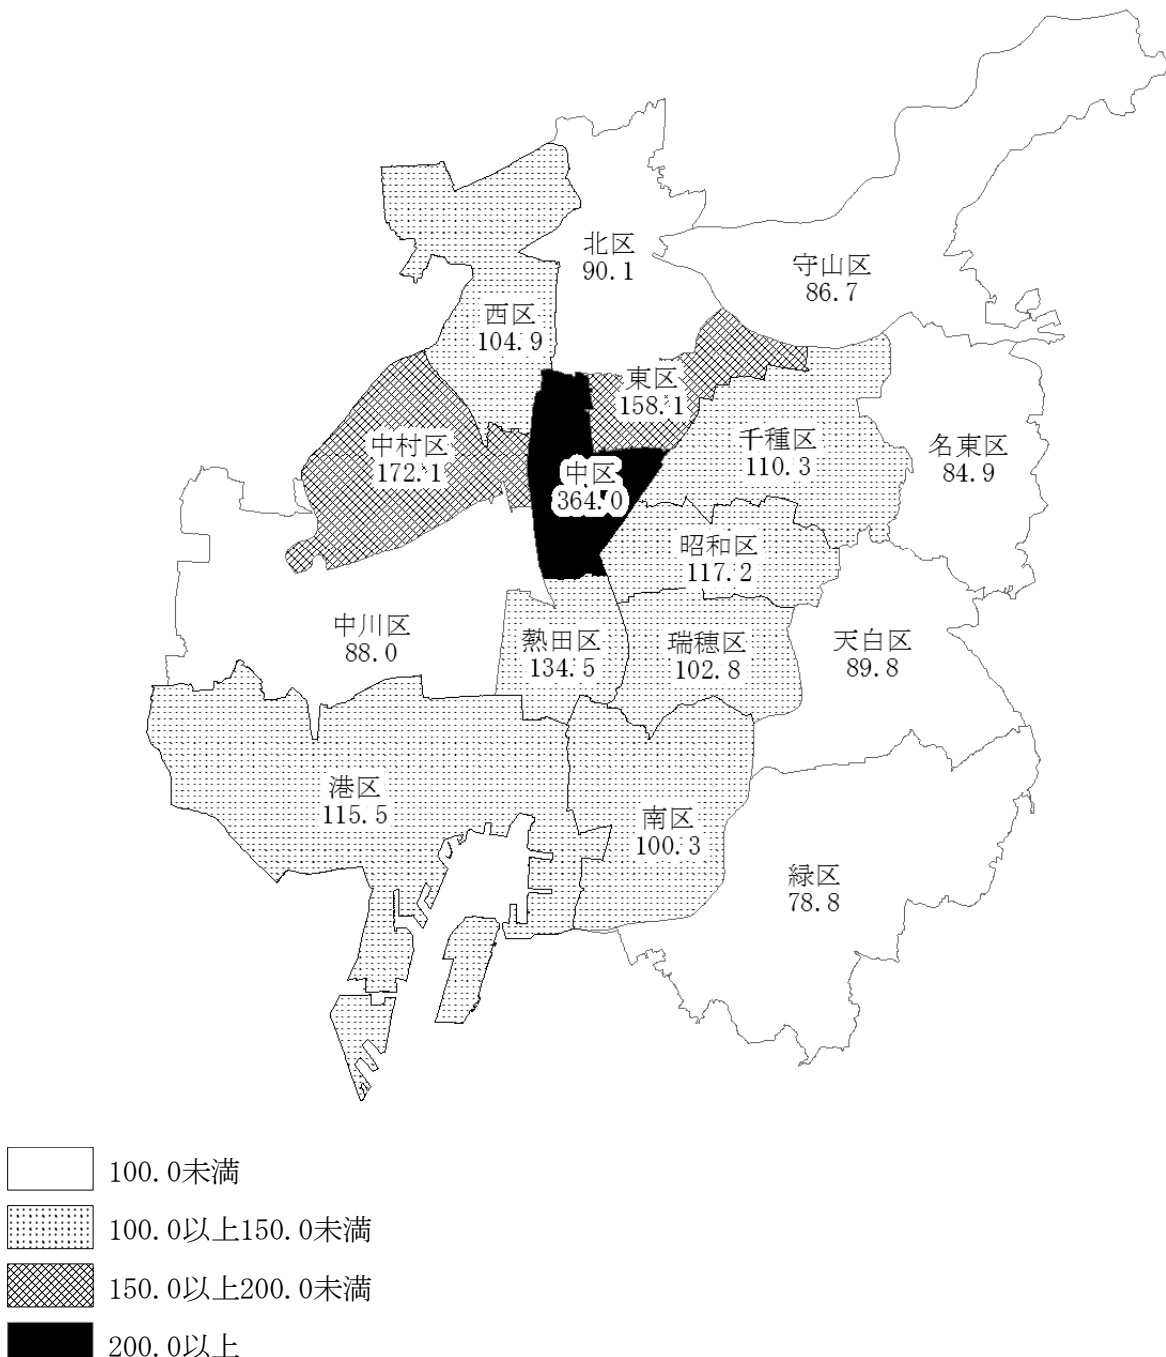 北区
90.1
守山区
86.7
西区
104.9
東区
158.1
中村区
172.1
千種区
110.3
名東区
84.9
中区
364.0
昭和区
117.2
中川区
88.0
熱田区
134.5
瑞穂区
102.8
天白区
89.8
港区
115.5
南区
100.3
緑区
78.8
100.0未満
100.0以上150.0未満
150.0以上200.0未満
200.0以上